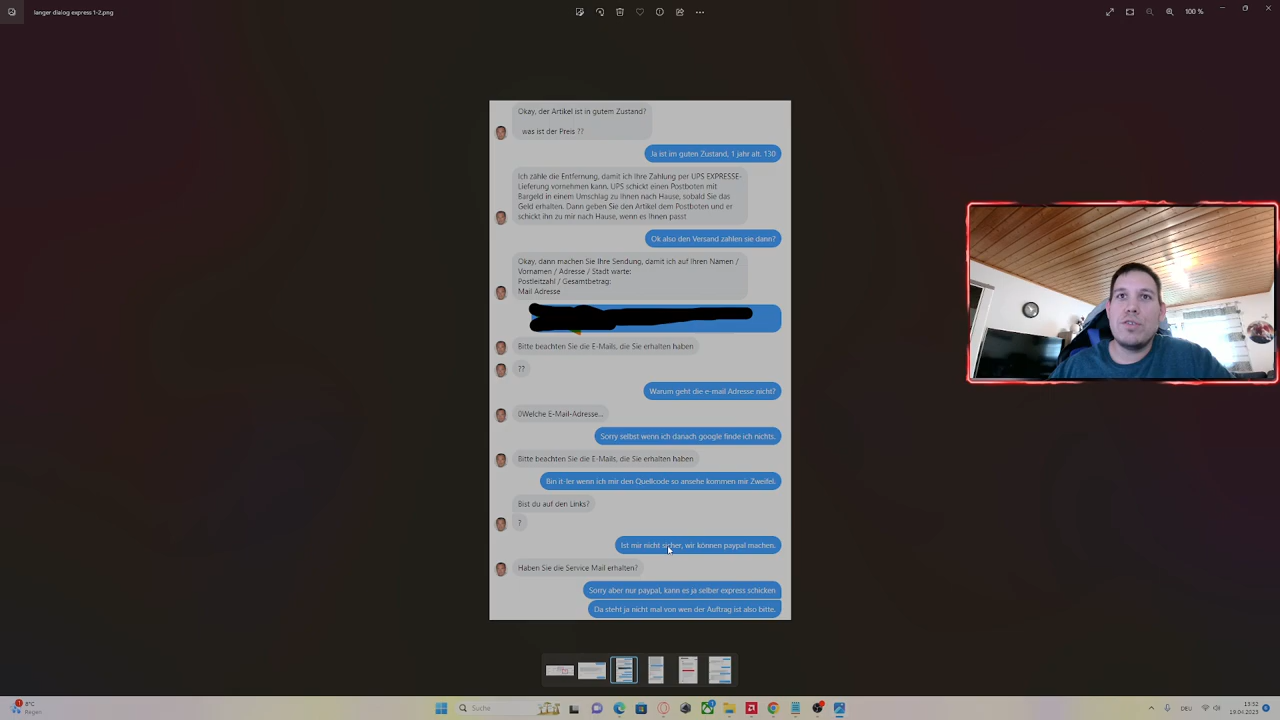 langer dialog express 1-2.png
100 %
Okay, der Artikel ist in gutem Zustand?
was ist der Preis ??
Ja ist im guten Zustand, 1 jahr alt. 130
Ich zähle die Entfernung, damit ich Ihre Zahlung per UPS EXPRESSE-
Lieferung vornehmen kann. UPS schickt einen Postboten mit
Bargeld in einem Umschlag zu Ihnen nach Hause, sobald Sie das
Geld erhalten. Dann geben Sie den Artikel dem Postboten und er
schickt ihn zu mir nach Hause, wenn es Ihnen passt
Ok also den Versand zahlen sie dann?
Okay, dann machen Sie Ihre Sendung, damit ich auf Ihren Namen /
Vornamen / Adresse / Stadt warte:
Postleitzahl / Gesamtbetrag:
Mail Adresse
Bitte beachten Sie die E-Mails, die Sie erhalten haben
??
Warum geht die e-mail Adresse nicht?
0Welche E-Mail-Adresse...
Sorry selbst wenn ich danach google finde ich nichts.
Bitte beachten Sie die E-Mails, die Sie erhalten haben
Bin it-ler wenn ich mir den Quellcode so ansehe kommen mir Zweifel.
Bist du auf den Links?
?
Ist mir nicht sicher, wir können paypal machen.
Haben Sie die Service Mail erhalten?
Sorry aber nur paypal, kann es ja selber express schicken
Da steht ja nicht mal von wen der Auftrag ist also bitte.
8°C
Regen
Suche
DEU
13:52
19.04.2023